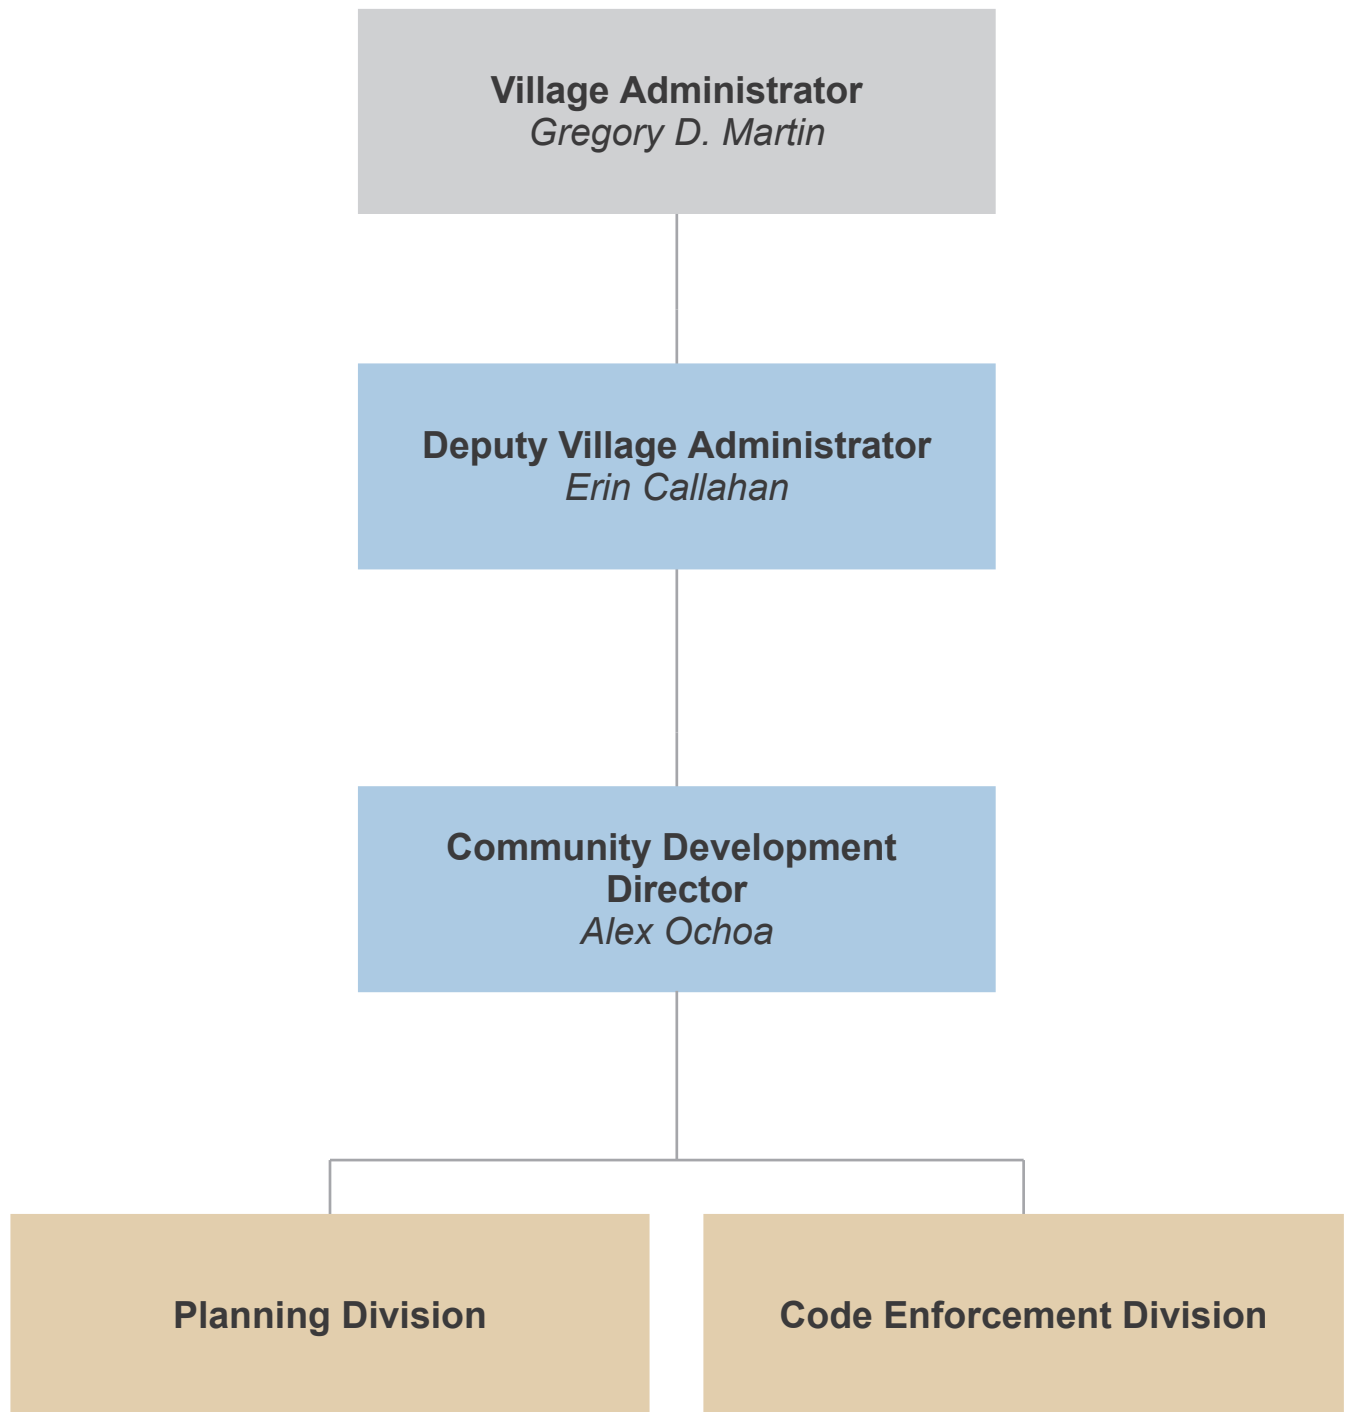 Village Administrator
Gregory D. Martin
Deputy Village Administrator
Erin Callahan
Community Development
Director
Alex Ochoa
Planning Division
Code Enforcement Division